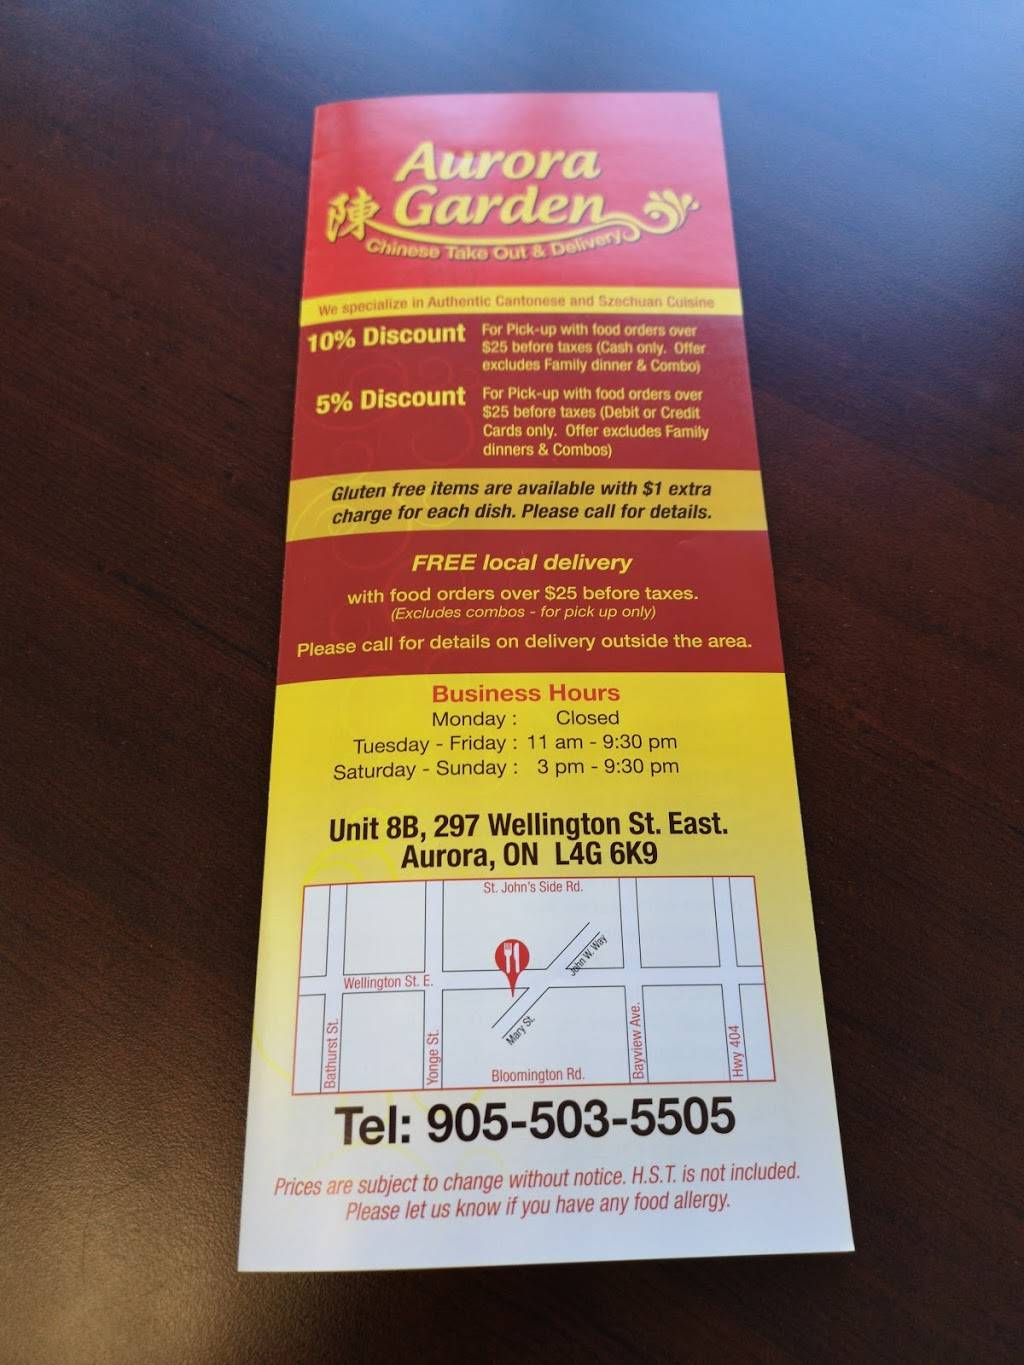 Aurora
Garden
陳
Chinese Take Out & Delivery
We specialize in Authentic Cantonese and Szechuan Cuisine
10% Discount
For Pick-up with food orders over
$25 before taxes (Cash only. Offer
excludes Family dinner & Combo)
5% Discount
For Pick-up with food orders over
$25 before taxes (Debit or Credit
Cards only. Offer excludes Family
dinners & Combos)
Gluten free items are available with $1 extra
charge for each dish. Please call for details.
FREE local delivery
with food orders over $25 before taxes.
(Excludes combos - for pick up only)
Please call for details on delivery outside the area.
Business Hours
Monday : Closed
Tuesday - Friday : 11 am - 9:30 pm
Saturday - Sunday : 3 pm - 9:30 pm
Unit 8B, 297 Wellington St. East.
Aurora, ON L4G 6K9
St. John's Side Rd.
John W. Way
Wellington St. E.
Mary St.
Bathurst St.
Yonge St.
Bayview Ave.
Hwy 404
Bloomington Rd.
Tel: 905-503-5505
Prices are subject to change without notice. H.S.T. is not included.
Please let us know if you have any food allergy.